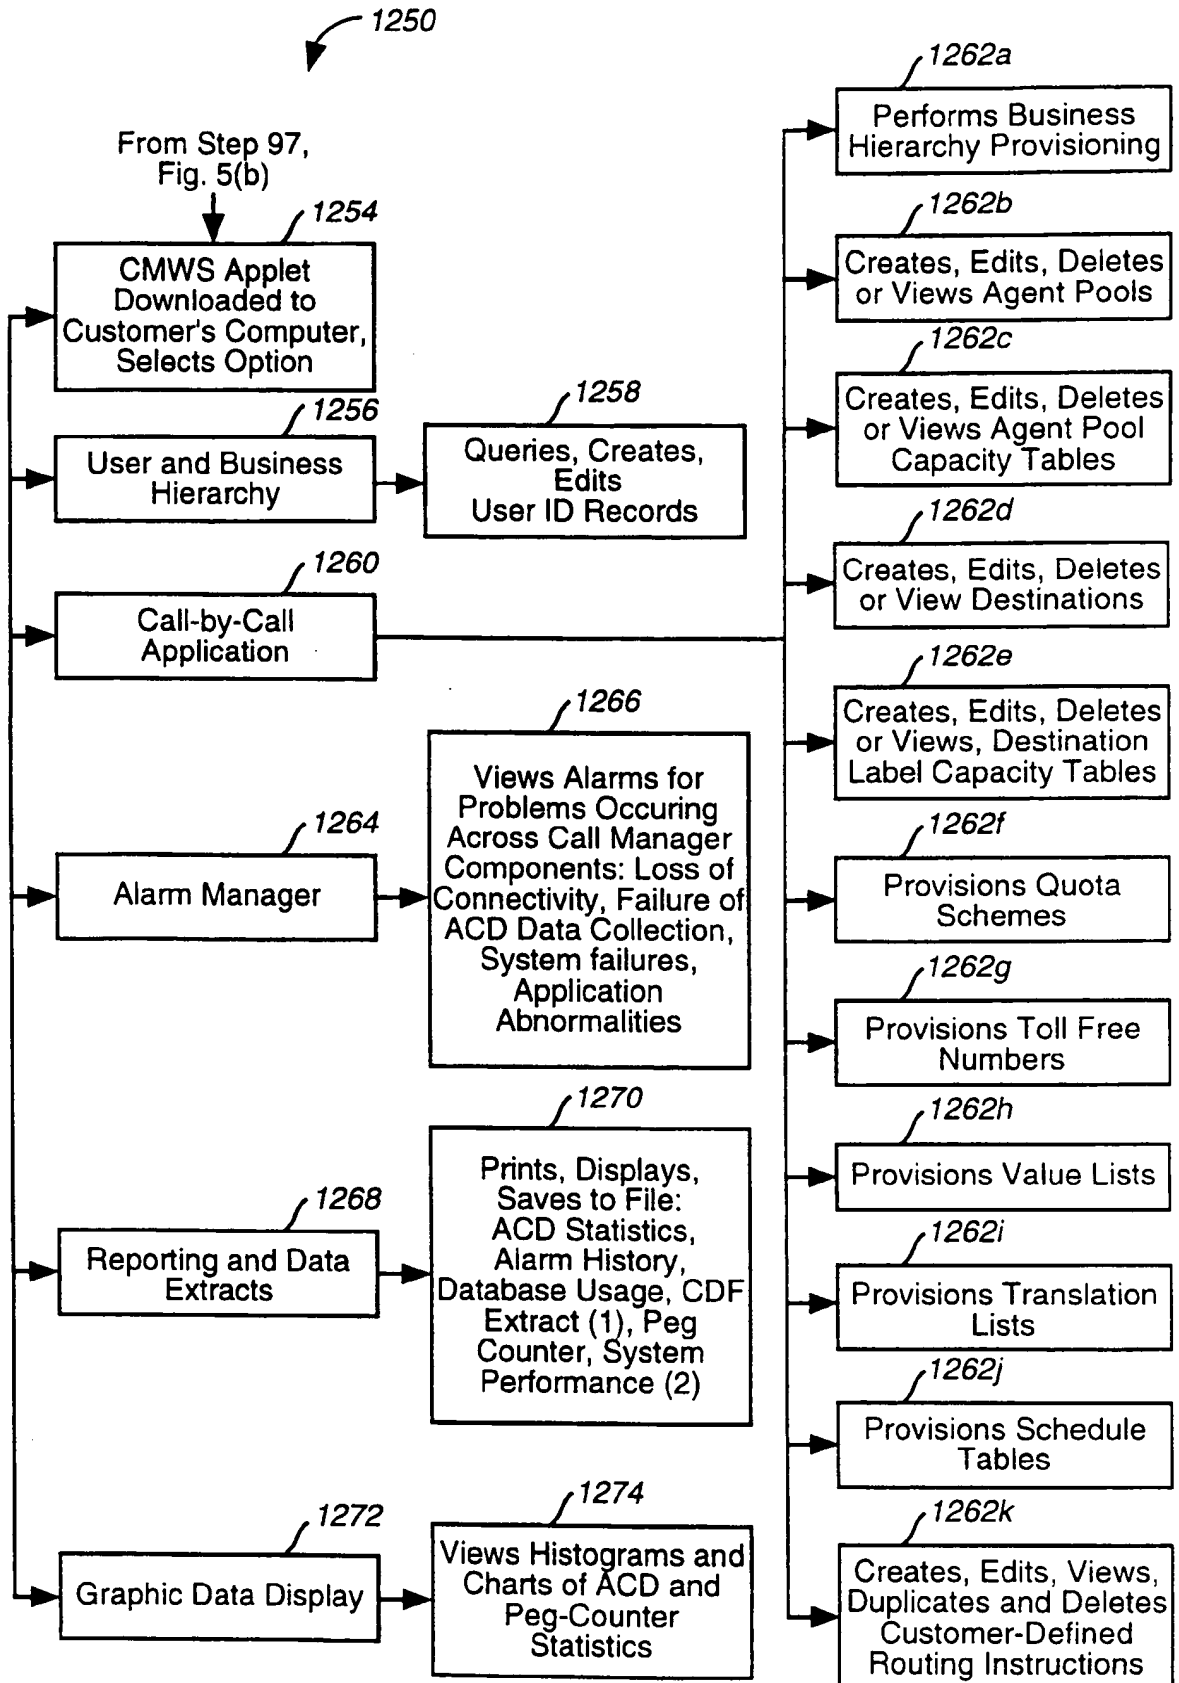 1250
From Step 97,
Fig. 5(b)
1254
CMWS Applet
Downloaded to
Customer's Computer,
Selects Option
1256
User and Business
Hierarchy
1258
Queries, Creates,
Edits
User ID Records
1260
Call-by-Call
Application
1264
Alarm Manager
1266
Views Alarms for
Problems Occuring
Across Call Manager
Components: Loss of
Connectivity, Failure of
ACD Data Collection,
System failures,
Application
Abnormalities
1268
Reporting and Data
Extracts
1270
Prints, Displays,
Saves to File:
ACD Statistics,
Alarm History,
Database Usage, CDF
Extract (1), Peg
Counter, System
Performance (2)
1272
Graphic Data Display
1274
Views Histograms and
Charts of ACD and
Peg-Counter
Statistics
1262a
Performs Business
Hierarchy Provisioning
1262b
Creates, Edits, Deletes
or Views Agent Pools
1262c
Creates, Edits, Deletes
or Views Agent Pool
Capacity Tables
1262d
Creates, Edits, Deletes
or View Destinations
1262e
Creates, Edits, Deletes
or Views, Destination
Label Capacity Tables
1262f
Provisions Quota
Schemes
1262g
Provisions Toll Free
Numbers
1262h
Provisions Value Lists
1262i
Provisions Translation
Lists
1262j
Provisions Schedule
Tables
1262k
Creates, Edits, Views,
Duplicates and Deletes
Customer-Defined
Routing Instructions